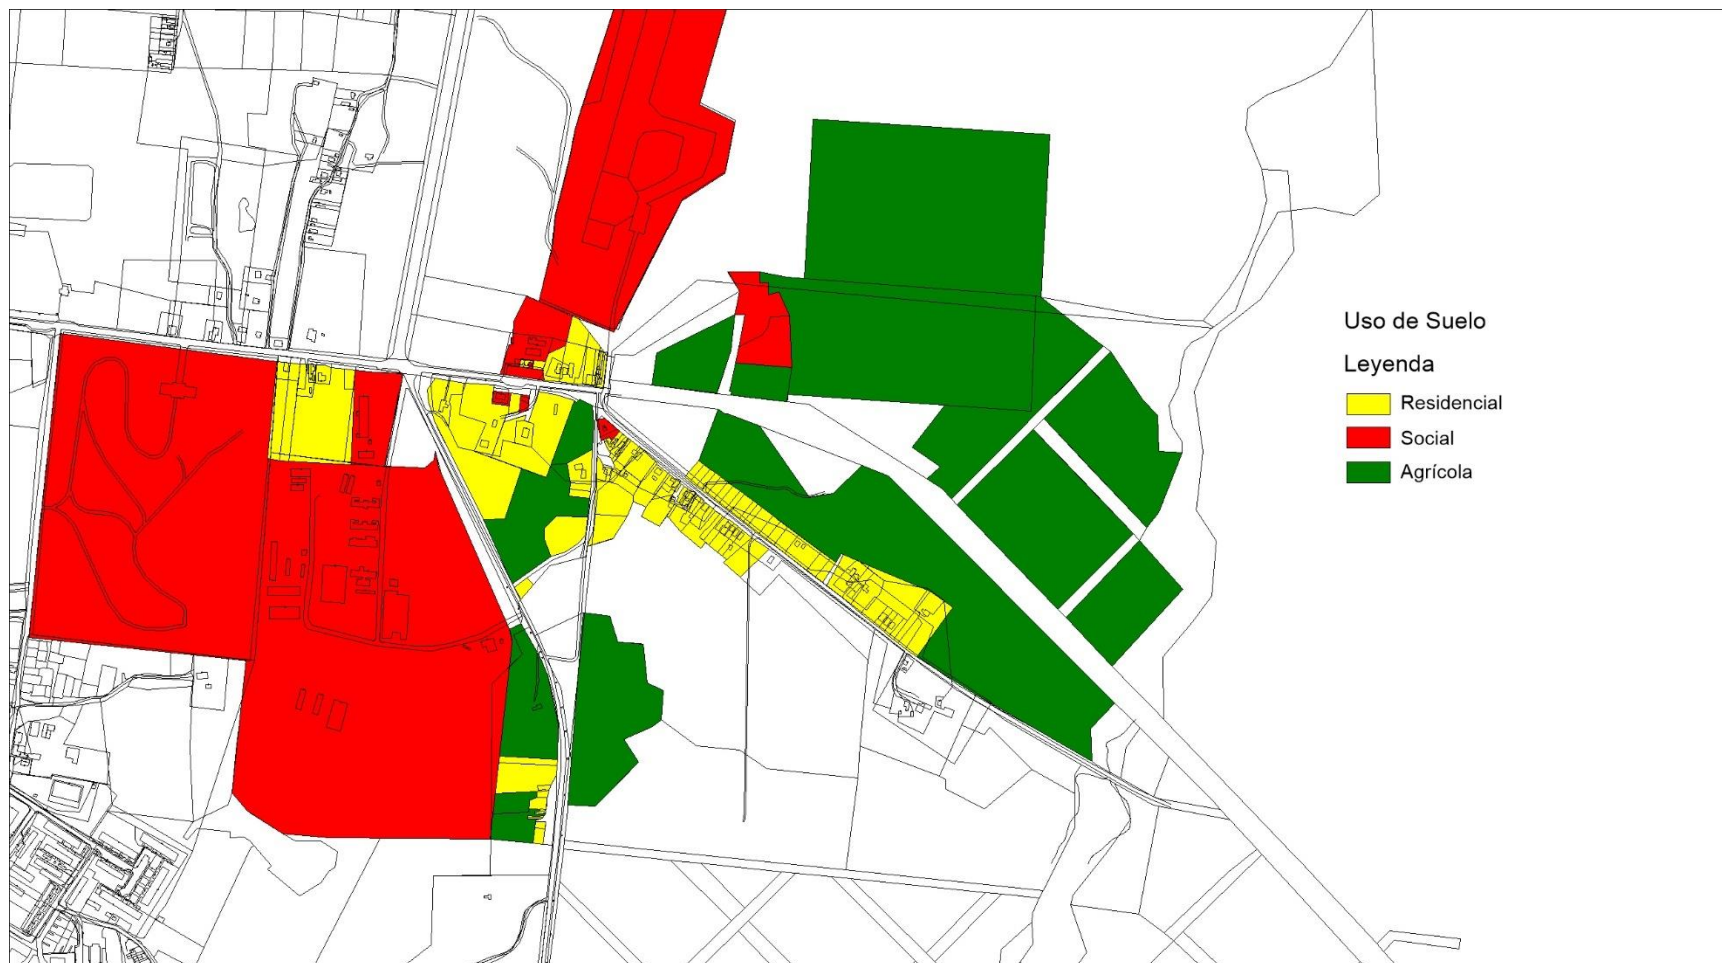 Uso de Suelo
Leyenda
Residencial
Social
Agrícola